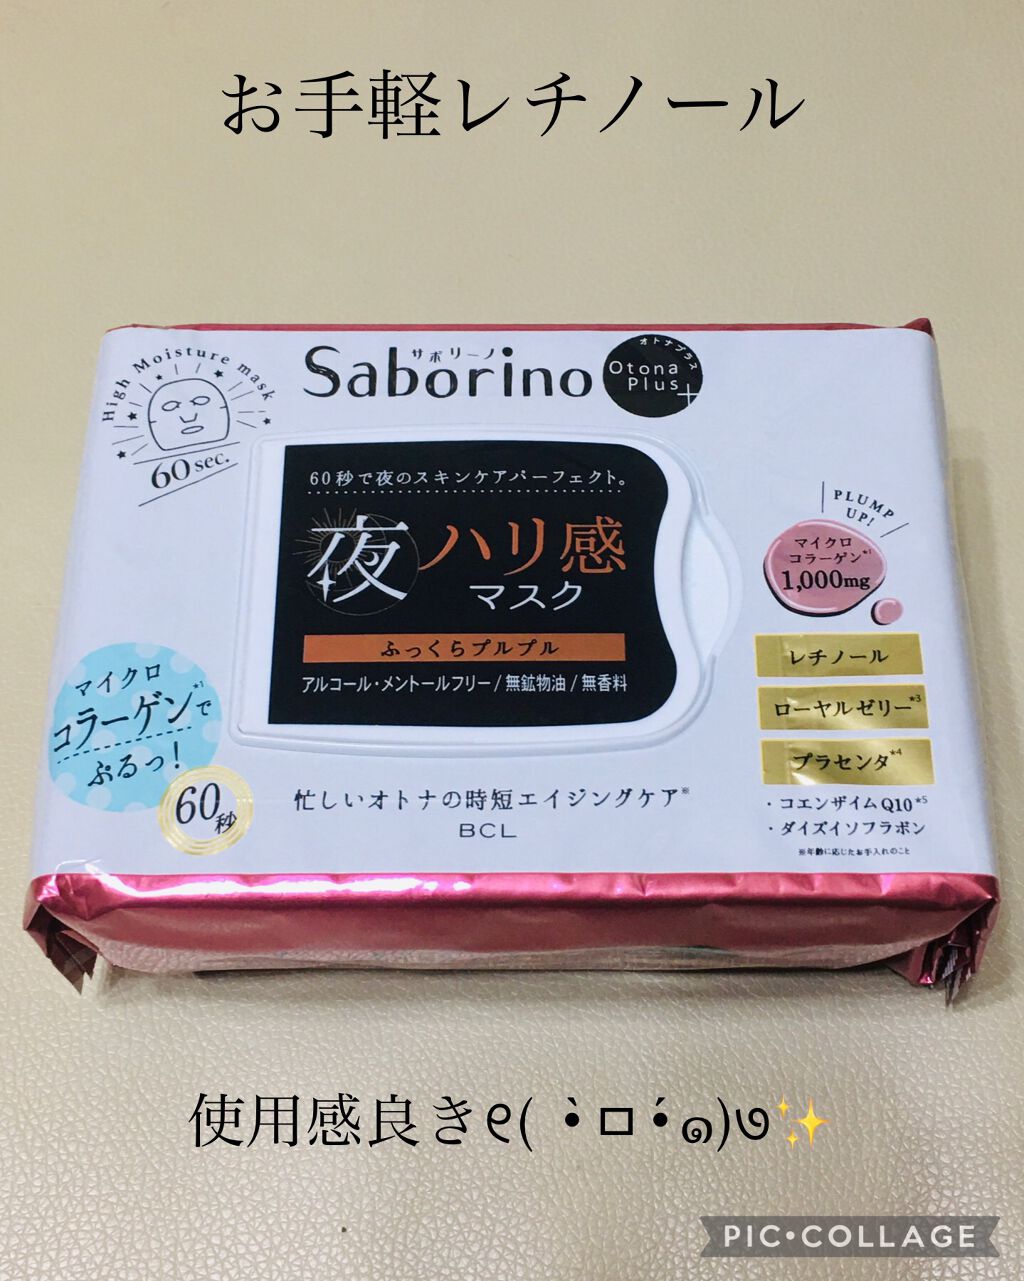 お手軽レチノール
High Moisture mask
60 sec.
サボリーノ
Saborino
オトナプラス
Otona
Plus
+
60秒で夜のスキンケアパーフェクト。
夜ハリ感
マスク
ふっくらプルプル
アルコール・メントールフリー/無鉱物油/無香料
PLUMP
UP!
マイクロ
コラーゲン*1
1,000mg
レチノール
ローヤルゼリー*3
プラセンタ*4
・コエンザイムQ10*5
・ダイズイソフラボン
※年齢に応じたお手入れのこと
マイクロ
コラーゲン*1で
ぷるっ!
60秒
忙しいオトナの時短エイジングケア※
BCL
使用感良き୧( •̀ㅁ•́๑)૭✨
PIC•COLLAGE